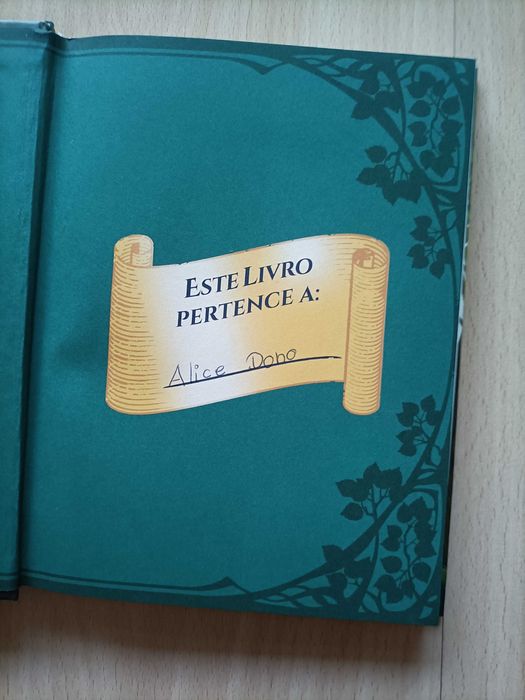 ESTE LIVRO
PERTENCE A:
Alice Dono